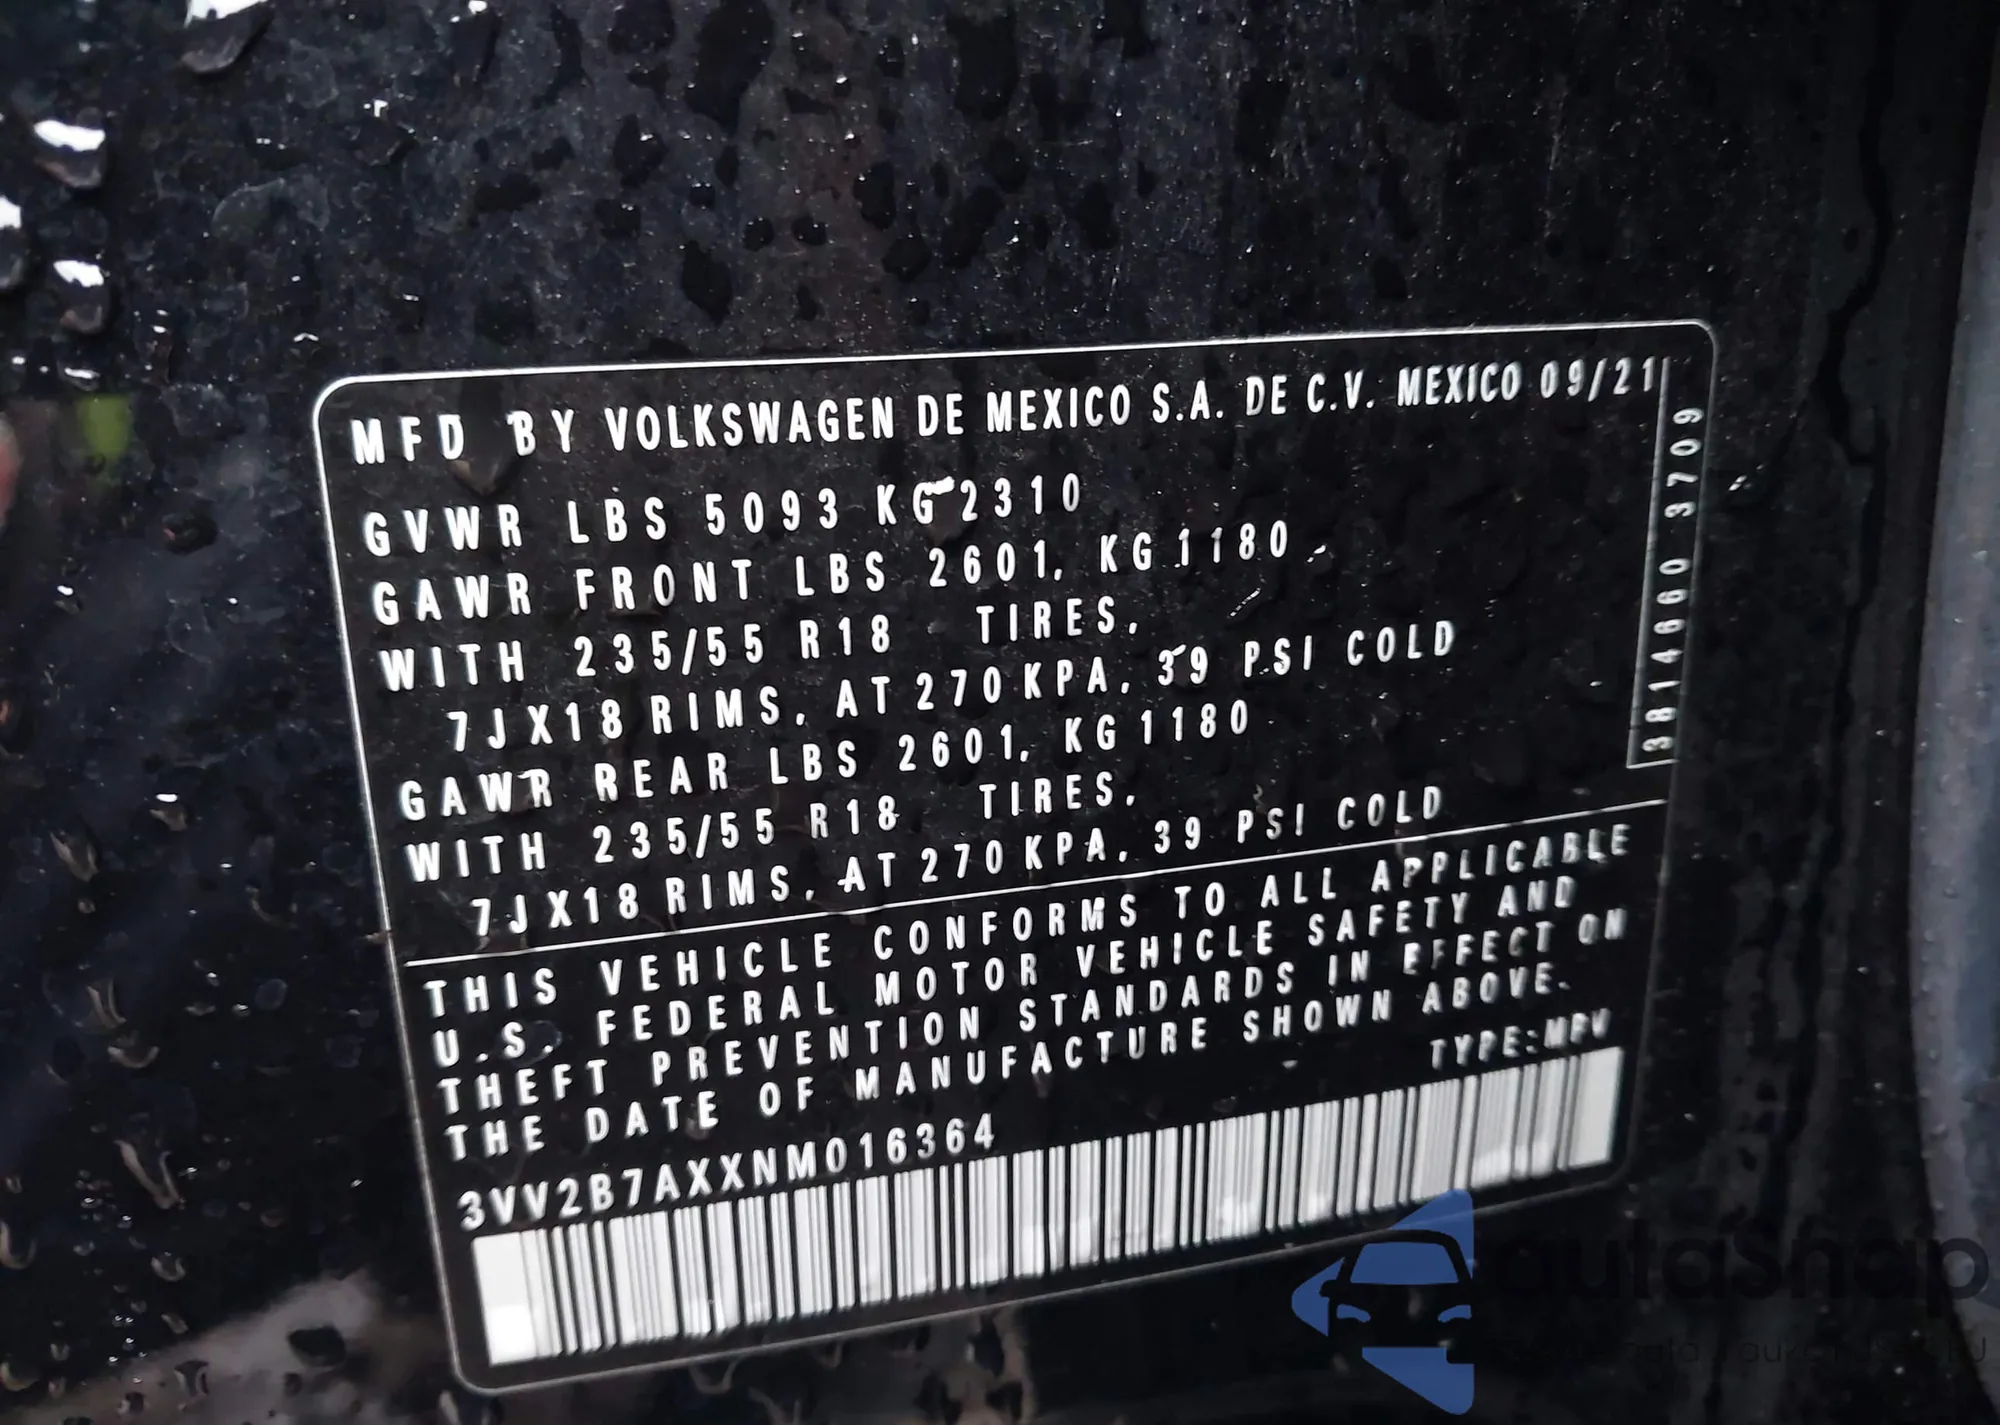 MFD BY VOLKSWAGEN DE MEXICO S.A. DE C.V. MEXICO 09/21
GVWR LBS 5093 KG 2310
GAWR FRONT LBS 2601, KG 1180
WITH 235/55 R18 TIRES,
7JX18 RIMS, AT 270 KPA, 39 PSI COLD
GAWR REAR LBS 2601, KG 1180
WITH 235/55 R18 TIRES,
7JX18 RIMS, AT 270 KPA, 39 PSI COLD
3814660 3709
THIS VEHICLE CONFORMS TO ALL APPLICABLE
U.S. FEDERAL MOTOR VEHICLE SAFETY AND
THEFT PREVENTION STANDARDS IN EFFECT ON
THE DATE OF MANUFACTURE SHOWN ABOVE.
TYPE:MPV
3VV2B7AXXNM016364
autasnap